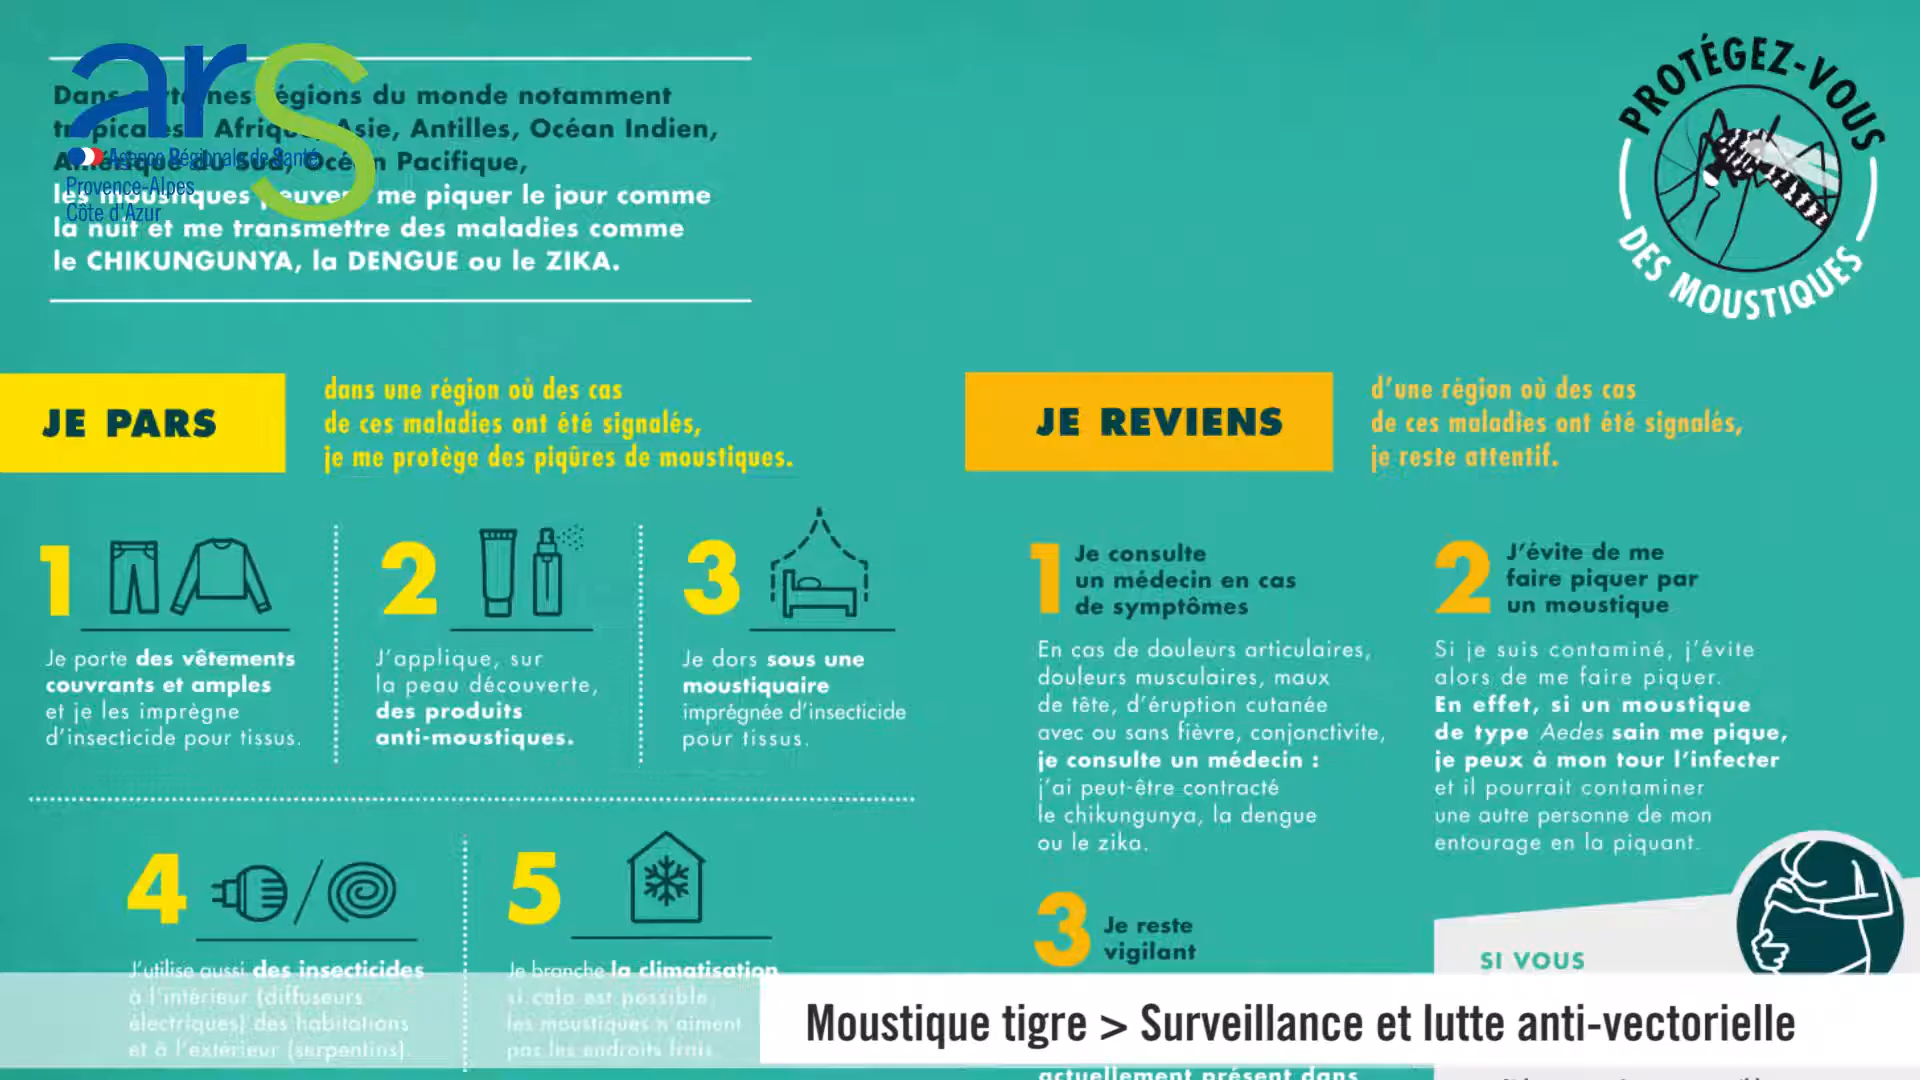 ars
Agence Régionale de Santé
Provence-Alpes
Côte d'Azur
régions du monde notamment
Asie, Antilles, Océan Indien,
Amérique du Sud, Océan Pacifique,
les moustiques peuvent me piquer le jour comme
la nuit et me transmettre des maladies comme
le CHIKUNGUNYA, la DENGUE ou le ZIKA.
PROTÉGEZ-VOUS
DES MOUSTIQUES
JE PARS
dans une région où des cas
de ces maladies ont été signalés,
je me protège des piqûres de moustiques.
1
Je porte des vêtements
couvrants et amples
et je les imprègne
d'insecticide pour tissus.
2
J'applique, sur
la peau découverte,
des produits
anti-moustiques.
3
Je dors sous une
moustiquaire
imprégnée d'insecticide
pour tissus.
4
J'utilise aussi des insecticides
à l'intérieur (diffuseurs
électriques) des habitations
et à l'extérieur (serpentins).
5
Je branche la climatisation
si cela est possible
les moustiques n'aiment
pas les endroits frais
JE REVIENS
d'une région où des cas
de ces maladies ont été signalés,
je reste attentif.
1
Je consulte
un médecin en cas
de symptômes
En cas de douleurs articulaires,
douleurs musculaires, maux
de tête, d'éruption cutanée
avec ou sans fièvre, conjonctivite,
je consulte un médecin :
j'ai peut-être contracté
le chikungunya, la dengue
ou le zika.
2
J'évite de me
faire piquer par
un moustique
Si je suis contaminé, j'évite
alors de me faire piquer.
En effet, si un moustique
de type Aedes sain me pique,
je peux à mon tour l'infecter
et il pourrait contaminer
une autre personne de mon
entourage en la piquant.
3
Je reste
vigilant
SI VOUS
Moustique tigre > Surveillance et lutte anti-vectorielle
actuellement présent dans